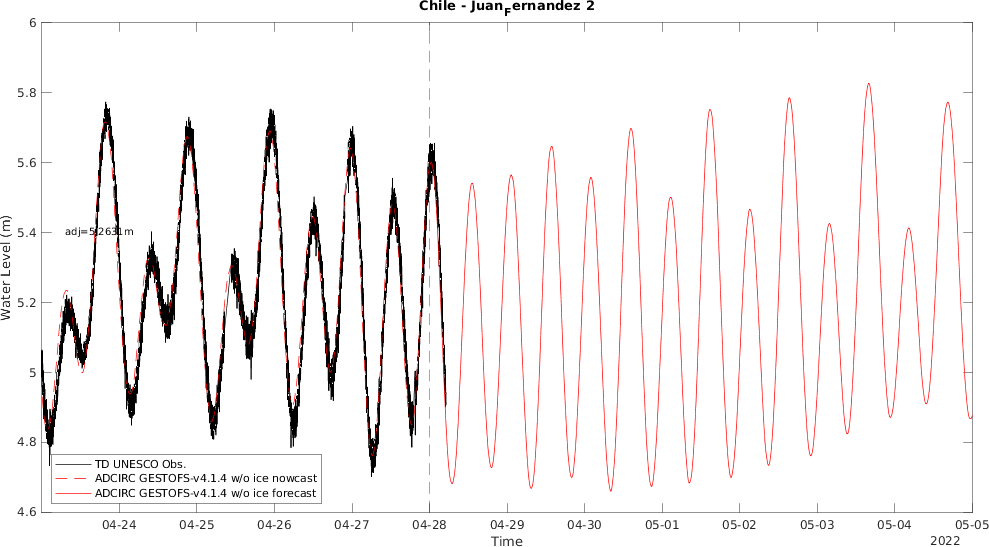 Chile - Juan_Fernandez 2
6
5.8
5.6
5.4
5.2
5
4.8
4.6
Water Level (m)
adj=5.2631m
TD UNESCO Obs.
ADCIRC GESTOFS-v4.1.4 w/o ice nowcast
ADCIRC GESTOFS-v4.1.4 w/o ice forecast
04-24 04-25 04-26 04-27 04-28 04-29 04-30 05-01 05-02 05-03 05-04 05-05
Time
2022